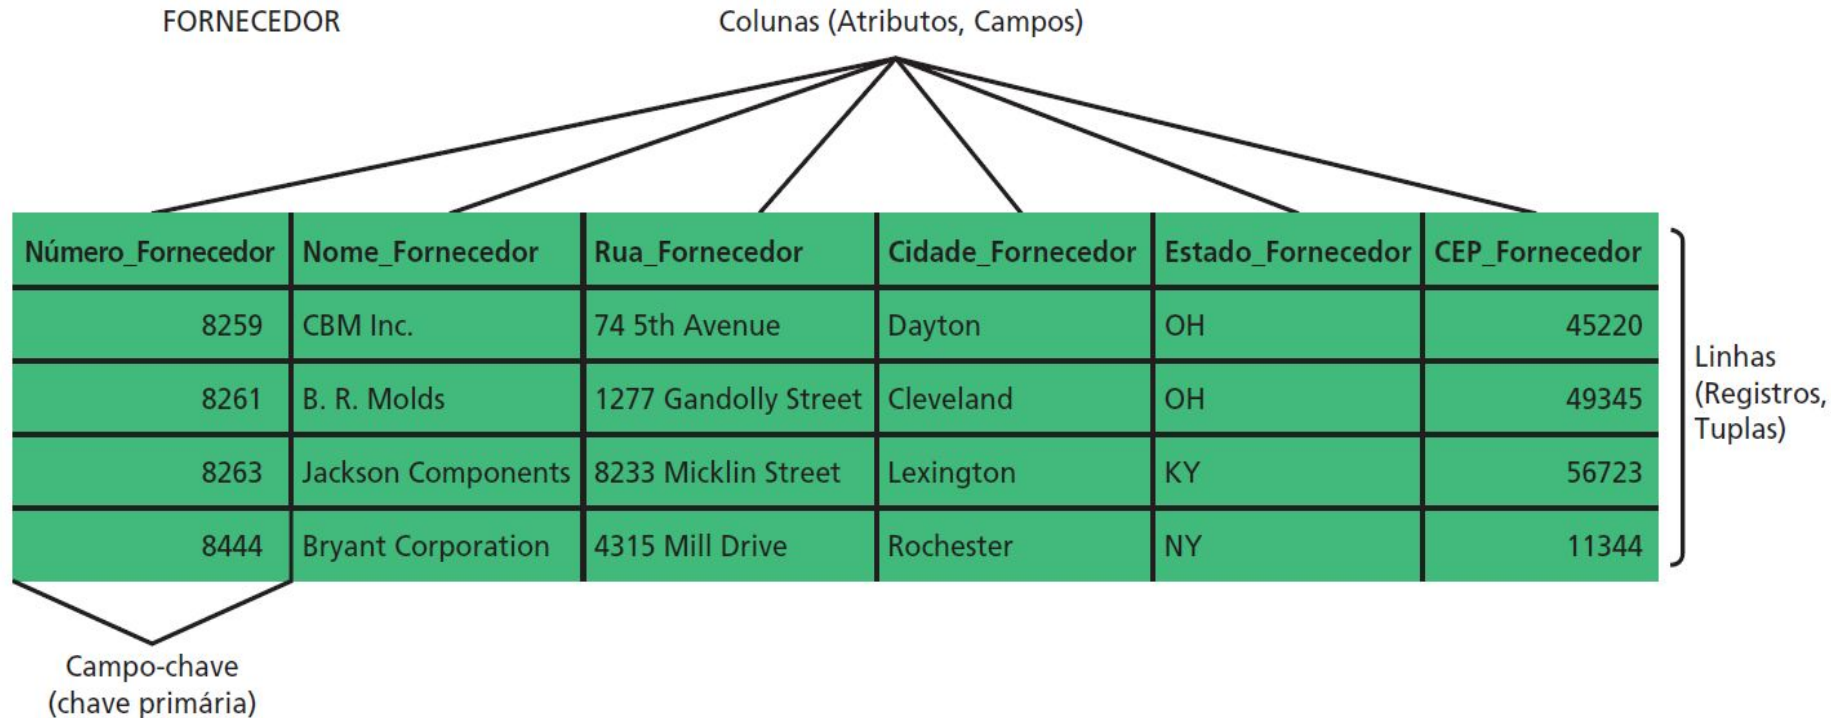 FORNECEDOR
Colunas (Atributos, Campos)
Número_Fornecedor Nome_Fornecedor Rua_Fornecedor Cidade_Fornecedor Estado_Fornecedor CEP_Fornecedor
8259 CBM Inc. 74 5th Avenue Dayton OH 45220
8261 B. R. Molds 1277 Gandolly Street Cleveland OH 49345
8263 Jackson Components 8233 Micklin Street Lexington KY 56723
8444 Bryant Corporation 4315 Mill Drive Rochester NY 11344
Linhas
(Registros,
Tuplas)
Campo-chave
(chave primária)